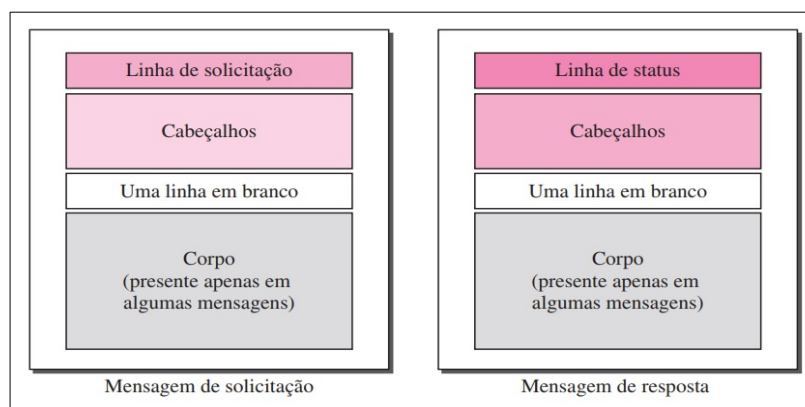 Linha de solicitação
Cabeçalhos
Uma linha em branco
Corpo
(presente apenas em
algumas mensagens)
Mensagem de solicitação
Linha de status
Cabeçalhos
Uma linha em branco
Corpo
(presente apenas em
algumas mensagens)
Mensagem de resposta